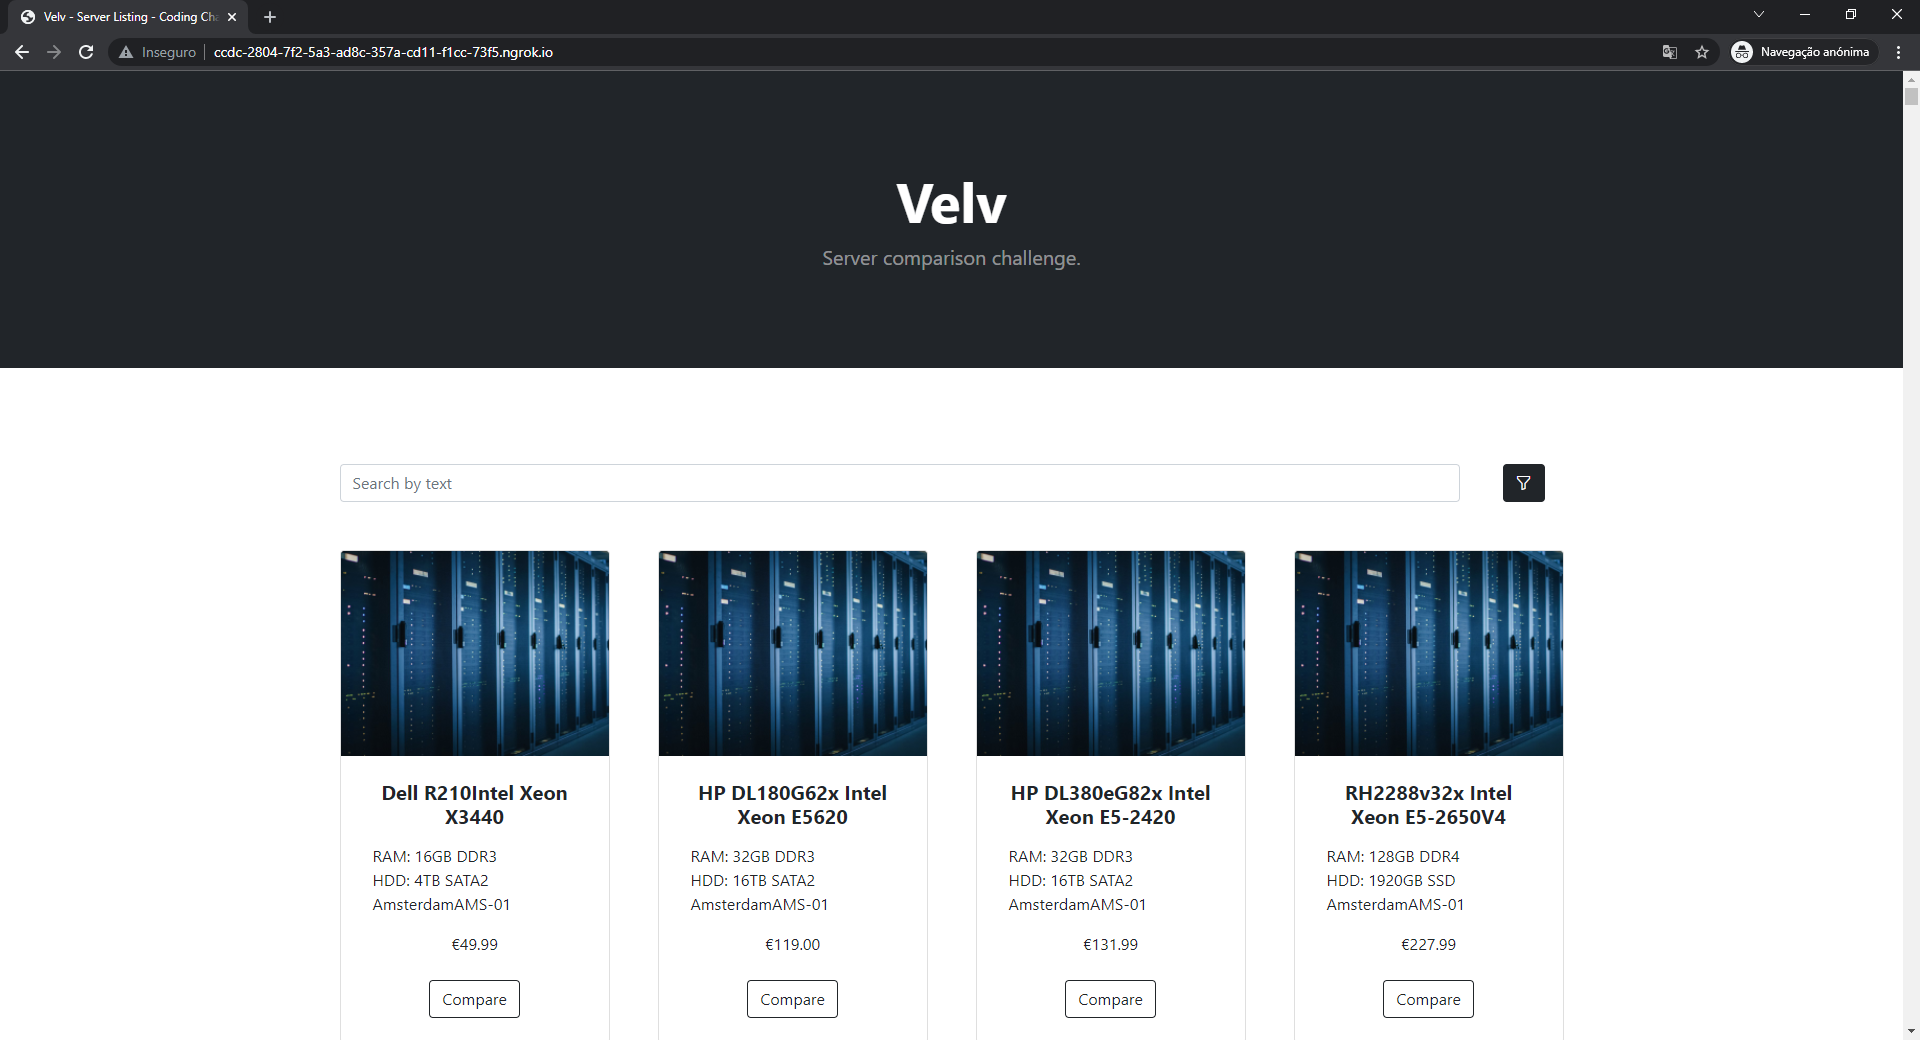 Velv - Server Listing - Coding Cha
Inseguro
ccdc-2804-7f2-5a3-ad8c-357a-cd11-f1cc-73f5.ngrok.io
Navegação anónima
Velv
Server comparison challenge.
Search by text
Dell R210Intel Xeon
X3440
RAM: 16GB DDR3
HDD: 4TB SATA2
AmsterdamAMS-01
€49.99
Compare
HP DL180G62x Intel
Xeon E5620
RAM: 32GB DDR3
HDD: 16TB SATA2
AmsterdamAMS-01
€119.00
Compare
HP DL380eG82x Intel
Xeon E5-2420
RAM: 32GB DDR3
HDD: 16TB SATA2
AmsterdamAMS-01
€131.99
Compare
RH2288v32x Intel
Xeon E5-2650V4
RAM: 128GB DDR4
HDD: 1920GB SSD
AmsterdamAMS-01
€227.99
Compare